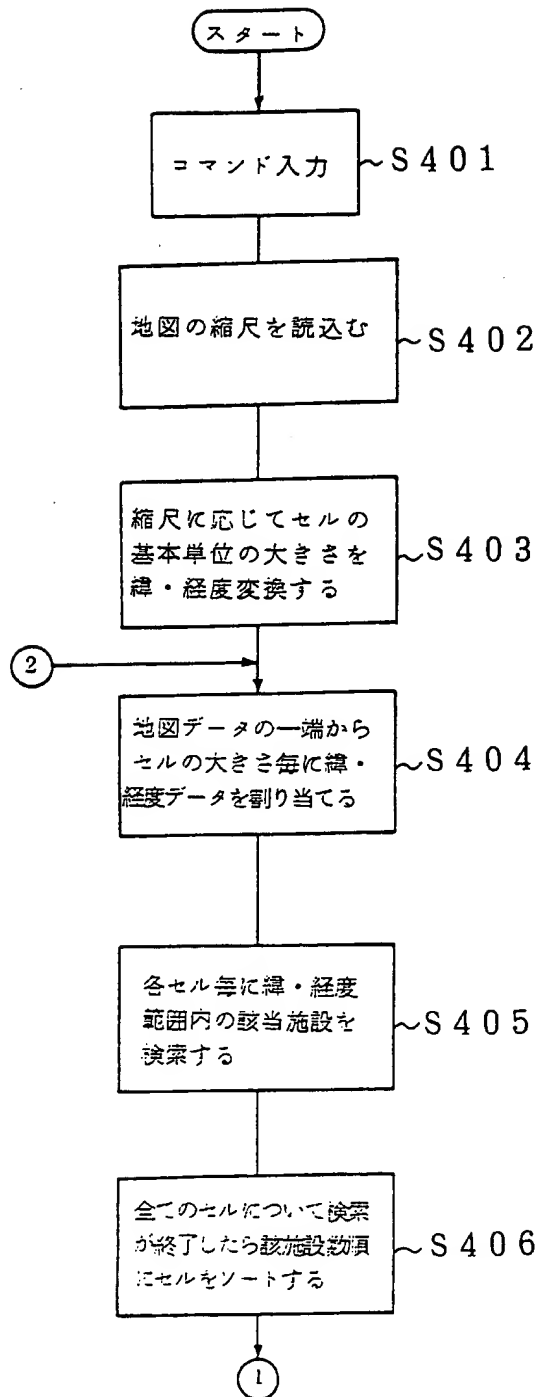 スタート
コマンド入力
~S401
地図の縮尺を読込む
~S402
縮尺に応じてセルの
基本単位の大きさを
緯・経度変換する
~S403
2
地図データの一端から
セルの大きさ毎に緯・
経度データを割り当てる
~S404
各セル毎に緯・経度
範囲内の該当施設を
検索する
~S405
全てのセルについて検索
が終了したら該施設数順
にセルをソートする
~S406
1